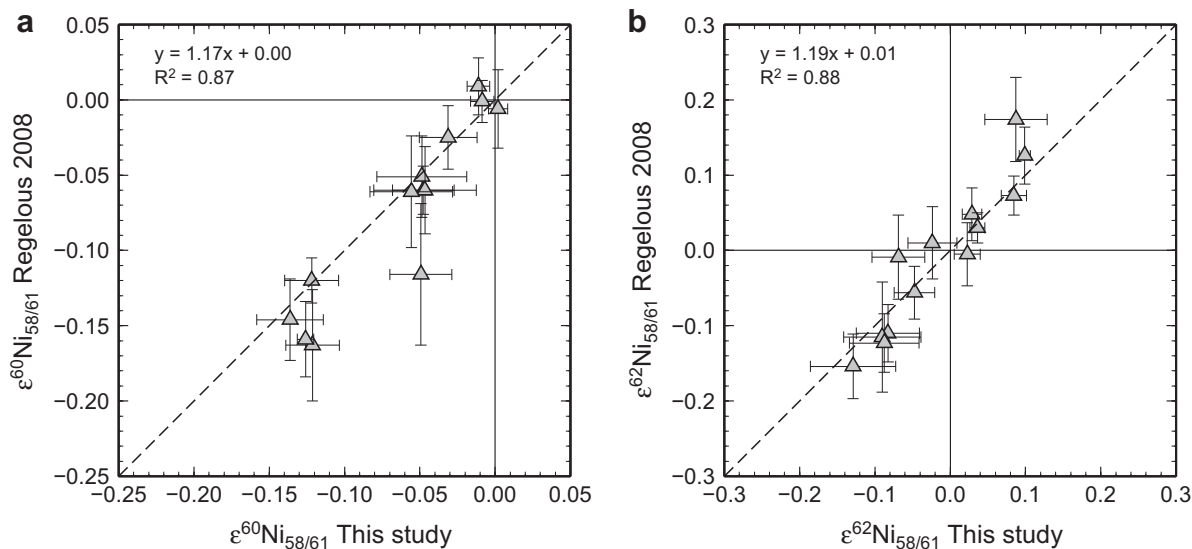 a
y = 1.17x + 0.00
R² = 0.87
0.05
0.00
−0.05
−0.10
−0.15
−0.20
−0.25
−0.25 −0.20 −0.15 −0.10 −0.05 0.00 0.05
ε⁶⁰Ni₅₈/₆₁ Regelous 2008
ε⁶⁰Ni₅₈/₆₁ This study
b
y = 1.19x + 0.01
R² = 0.88
0.3
0.2
0.1
0.0
−0.1
−0.2
−0.3
−0.3 −0.2 −0.1 0.0 0.1 0.2 0.3
ε⁶²Ni₅₈/₆₁ Regelous 2008
ε⁶²Ni₅₈/₆₁ This study